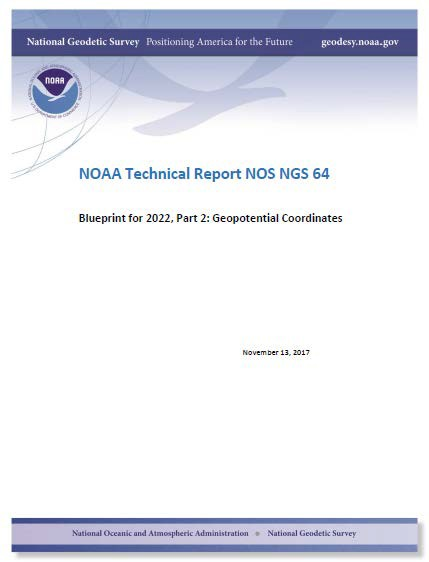 National Geodetic Survey Positioning America for the Future geodesy.noaa.gov
NOAA
NOAA Technical Report NOS NGS 64
Blueprint for 2022, Part 2: Geopotential Coordinates
November 13, 2017
National Oceanic and Atmospheric Administration • National Geodetic Survey